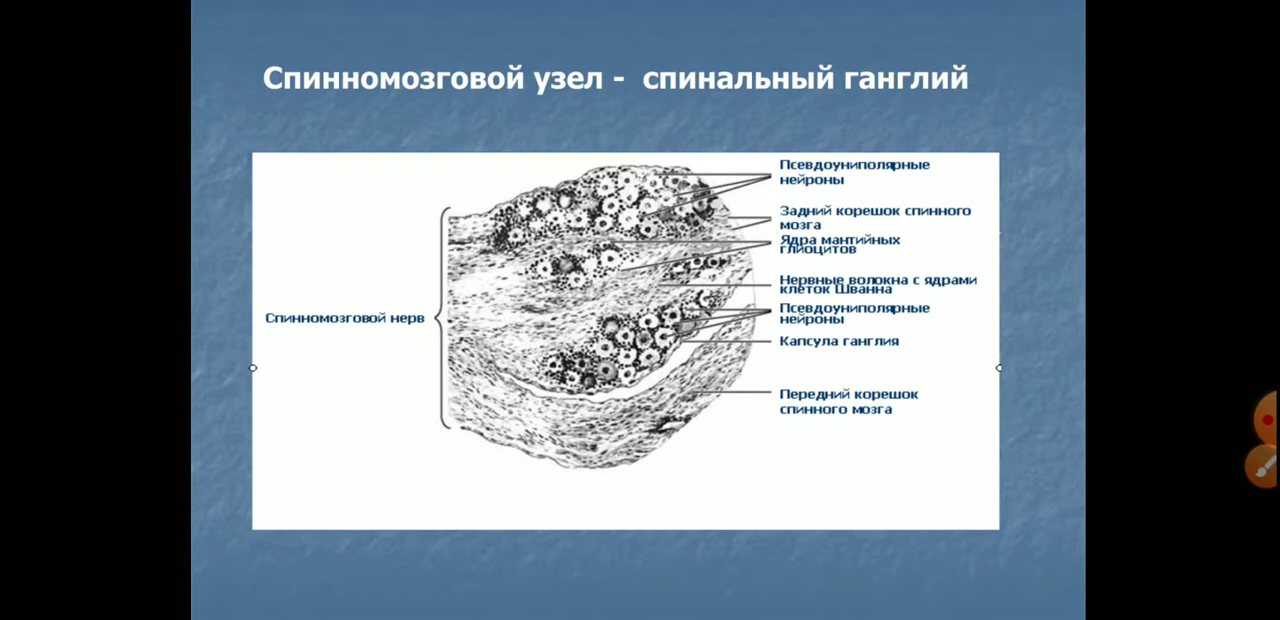 Спинномозговой узел - спинальный ганглий
Псевдоуниполярные
нейроны
Задний корешок спинного
мозга
Ядра мантийных
глиоцитов
Нервные волокна с ядрами
клеток Шванна
Псевдоуниполярные
нейроны
Спинномозговой нерв
Капсула ганглия
Передний корешок
спинного мозга